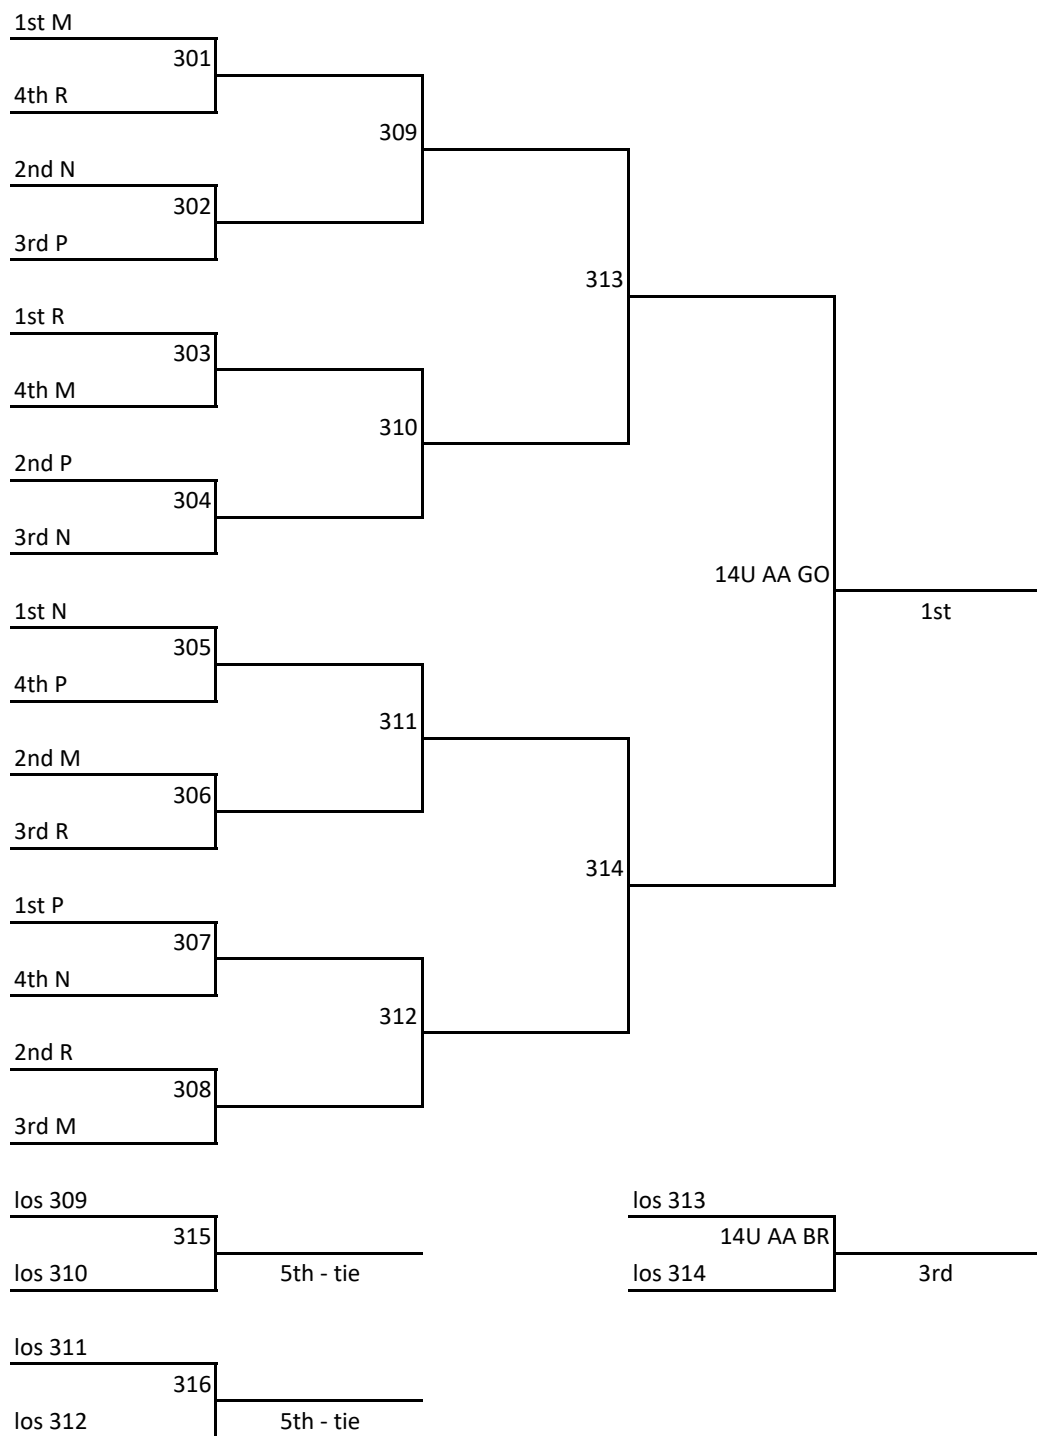 1st M
301
4th R
309
2nd N
302
3rd P
313
1st R
303
4th M
310
2nd P
304
3rd N
14U AA GO
1st
1st N
305
4th P
311
2nd M
306
3rd R
314
1st P
307
4th N
312
2nd R
308
3rd M
los 309
315
los 310
5th - tie
los 313
14U AA BR
los 314
3rd
los 311
316
los 312
5th - tie